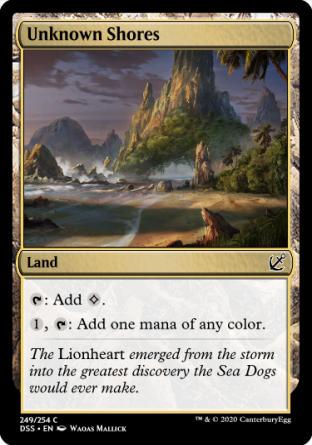 Unknown Shores
Land
: Add .
1, : Add one mana of any color.
The Lionheart emerged from the storm
into the greatest discovery the Sea Dogs
would ever make.
249/254 C
DSS • EN Waqas Mallick
™ & © 2020 CanterburyEgg